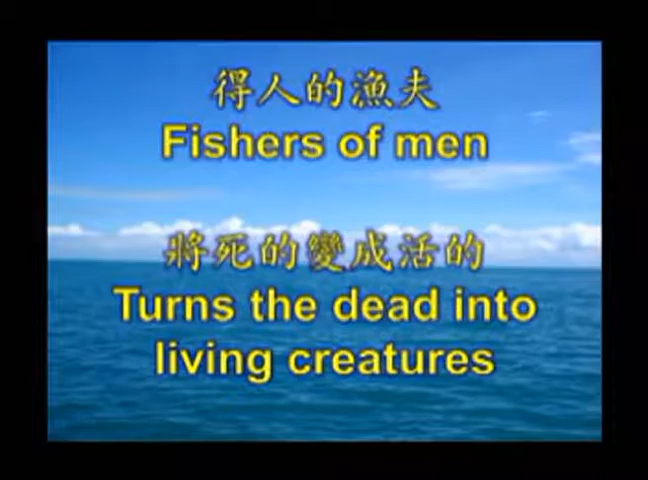 得人的漁夫
Fishers of men
將死的變成活的
Turns the dead into
living creatures